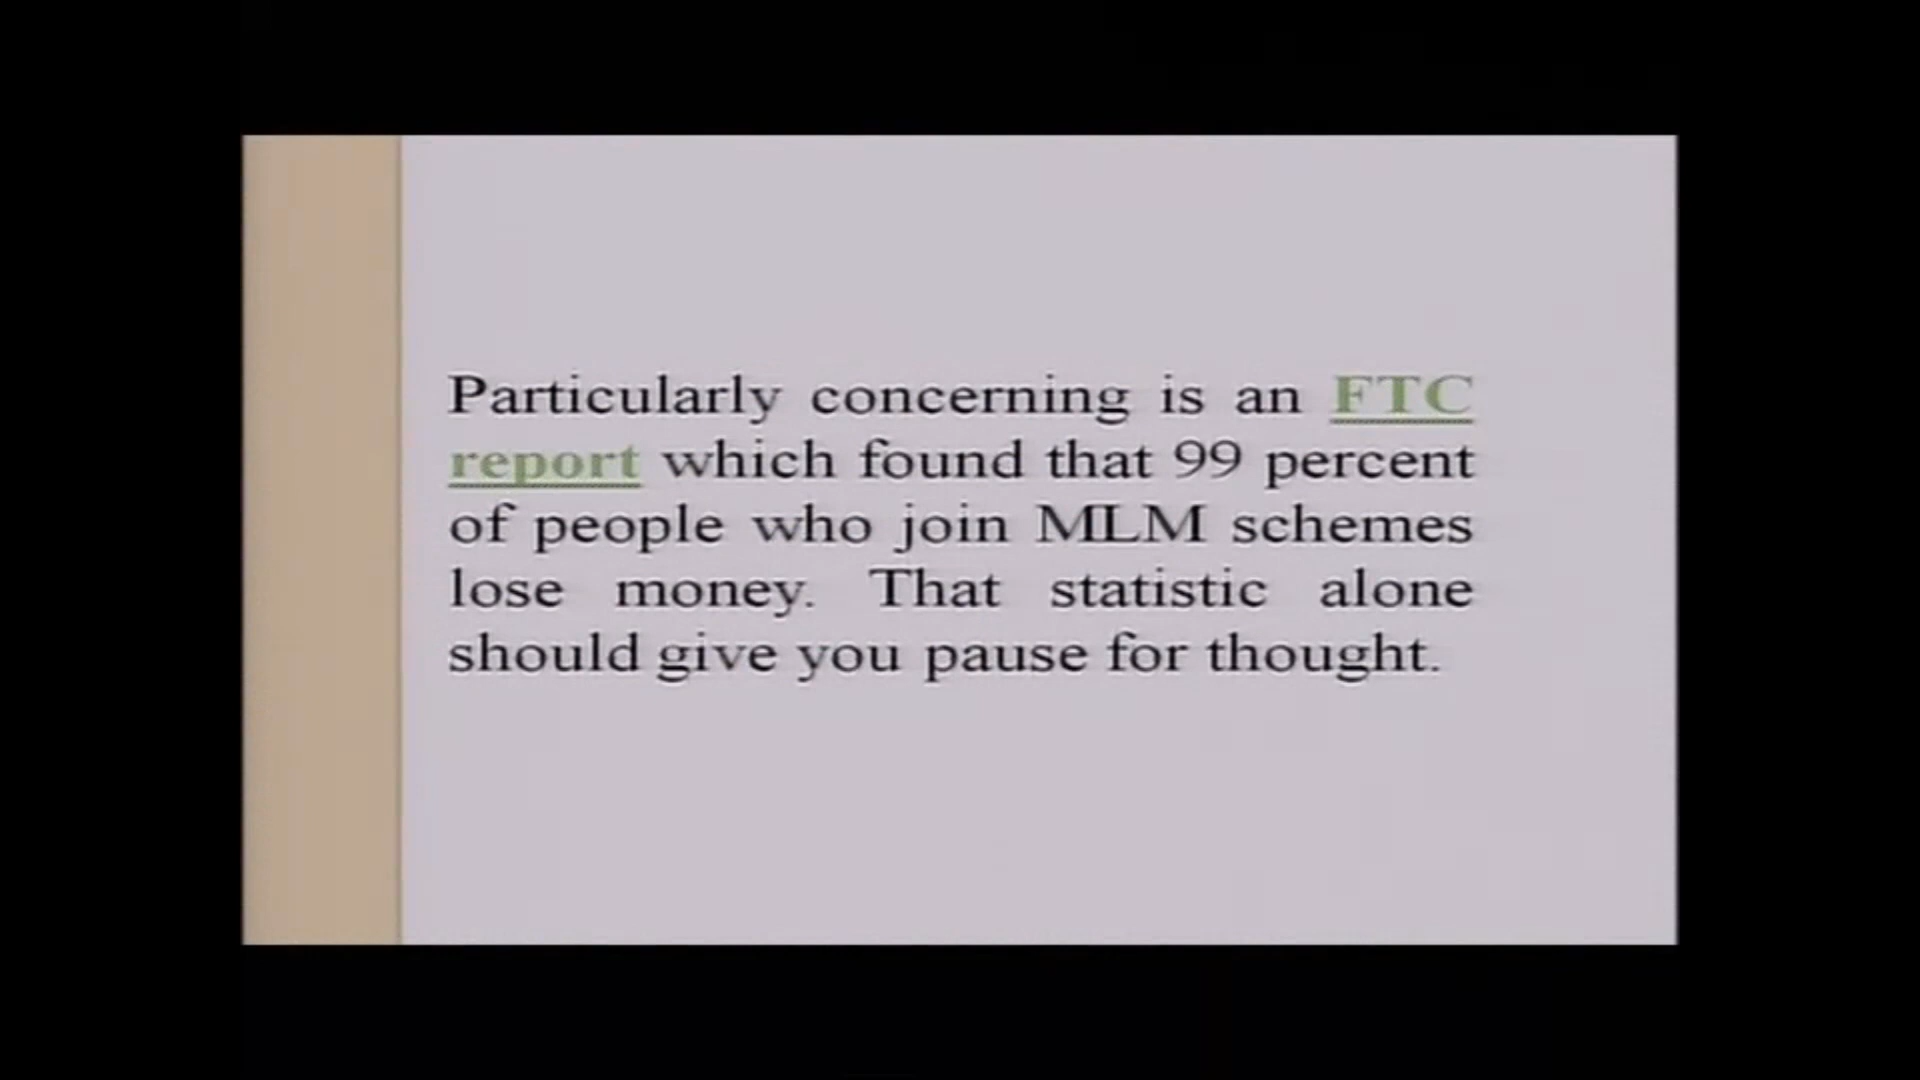 Particularly concerning is an FTC
report which found that 99 percent
of people who join MLM schemes
lose money. That statistic alone
should give you pause for thought.